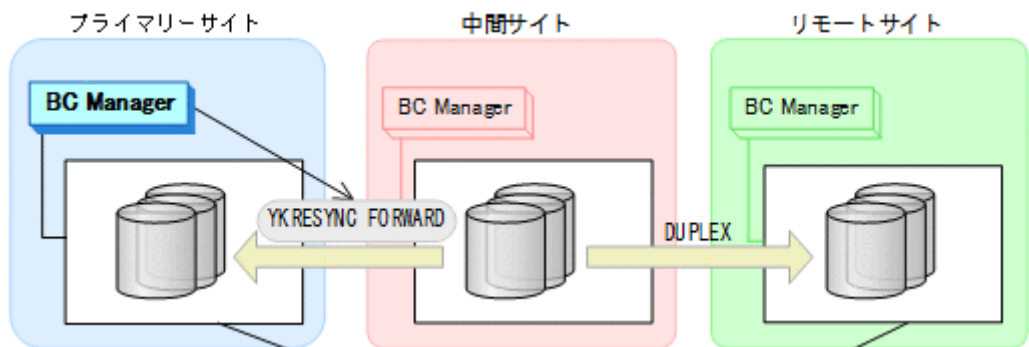 プライマリーサイト
中間サイト
リモートサイト
BC Manager
BC Manager
BC Manager
YKRESYNC FORWARD
DUPLEX